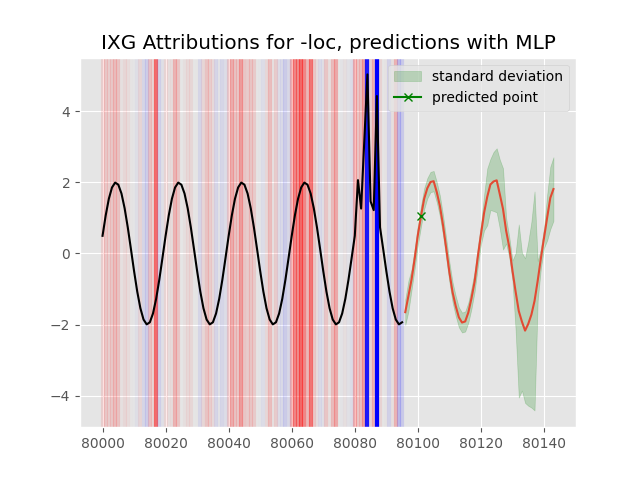 IXG Attributions for -loc, predictions with MLP
standard deviation
predicted point
4
2
0
−2
−4
80000 80020 80040 80060 80080 80100 80120 80140